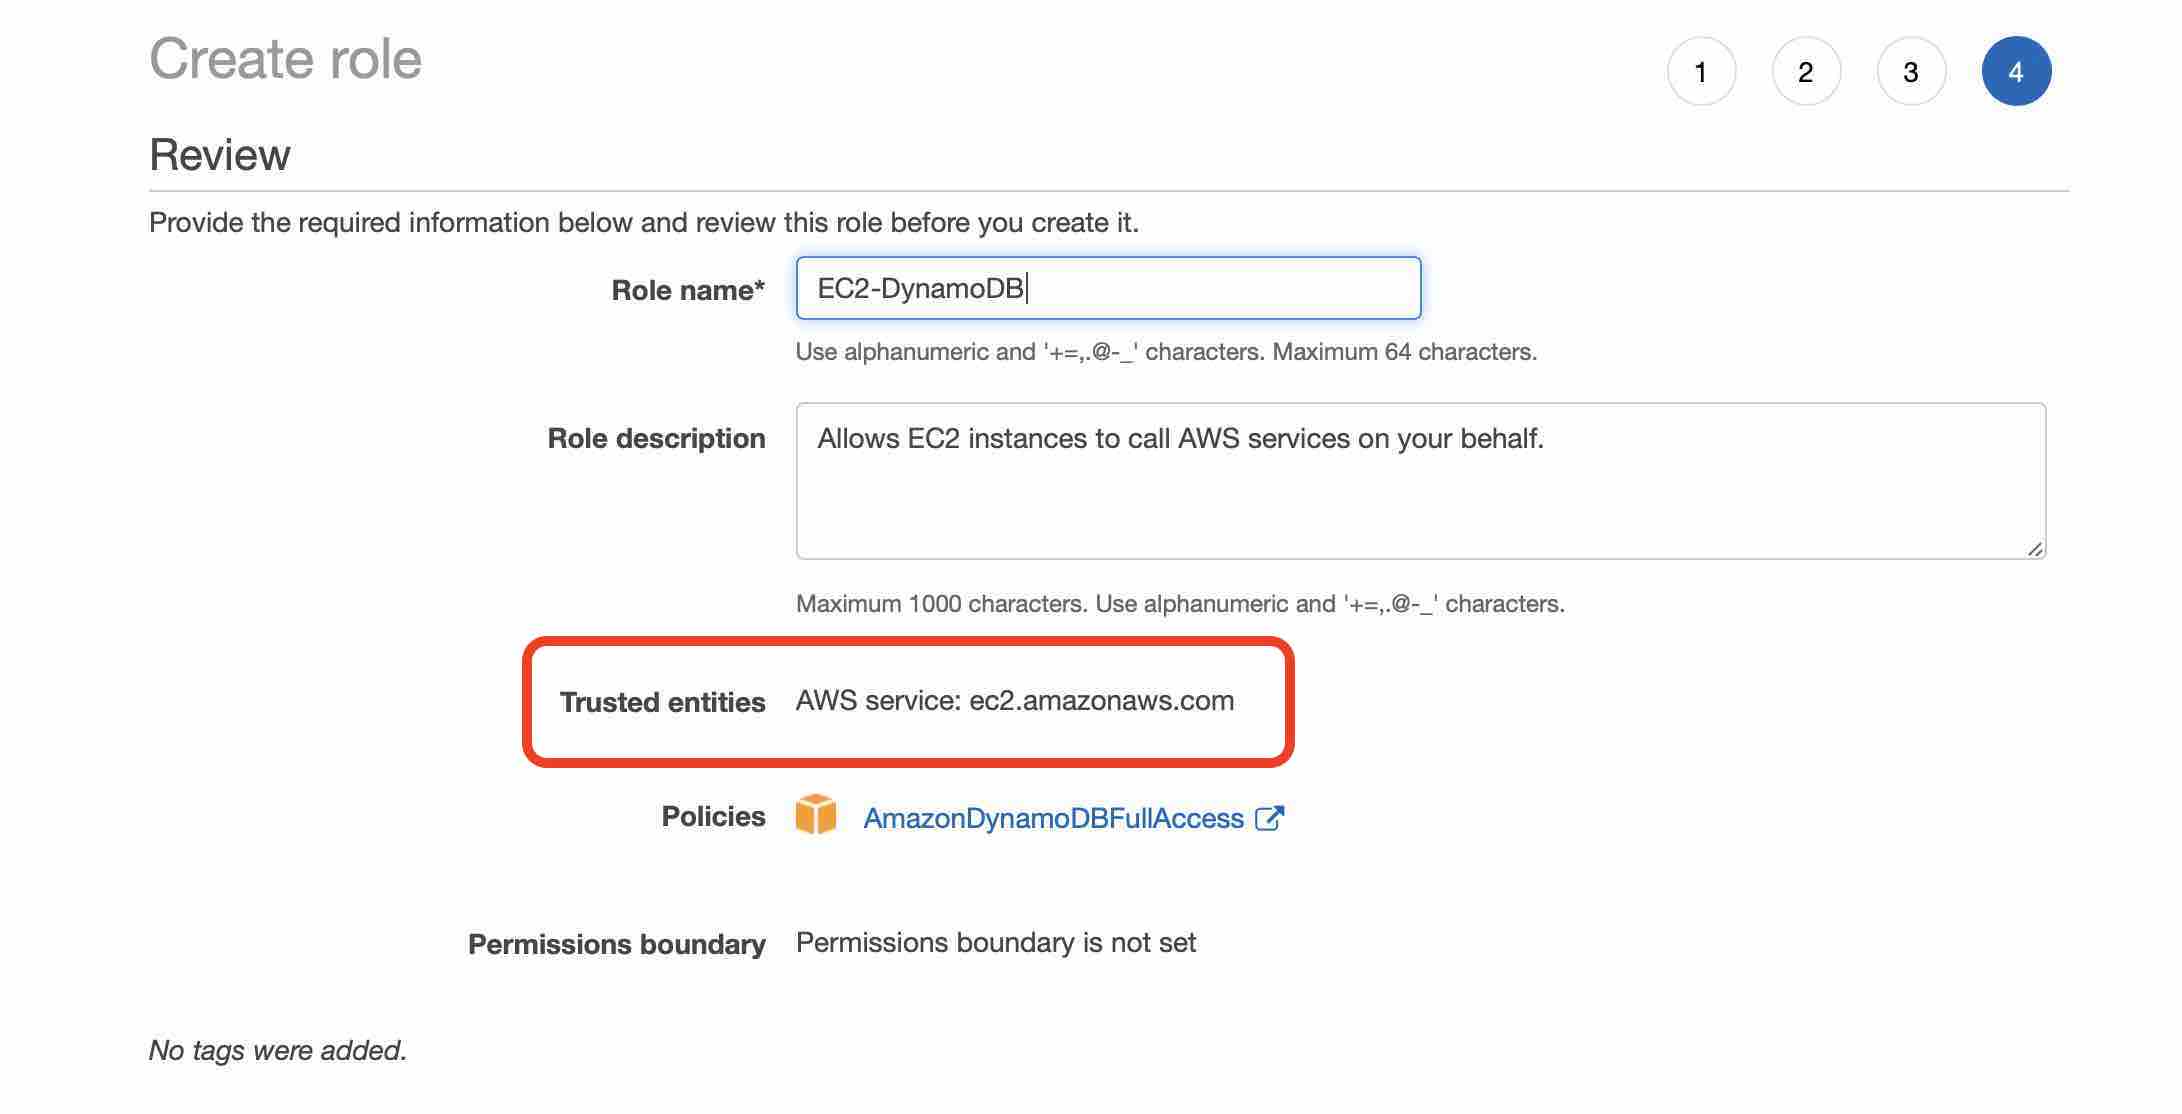 Create role
1 2 3 4
Review
Provide the required information below and review this role before you create it.
Role name* EC2-DynamoDB
Use alphanumeric and '+=,.@-_' characters. Maximum 64 characters.
Role description Allows EC2 instances to call AWS services on your behalf.
Maximum 1000 characters. Use alphanumeric and '+=,.@-_' characters.
Trusted entities AWS service: ec2.amazonaws.com
Policies AmazonDynamoDBFullAccess
Permissions boundary Permissions boundary is not set
No tags were added.